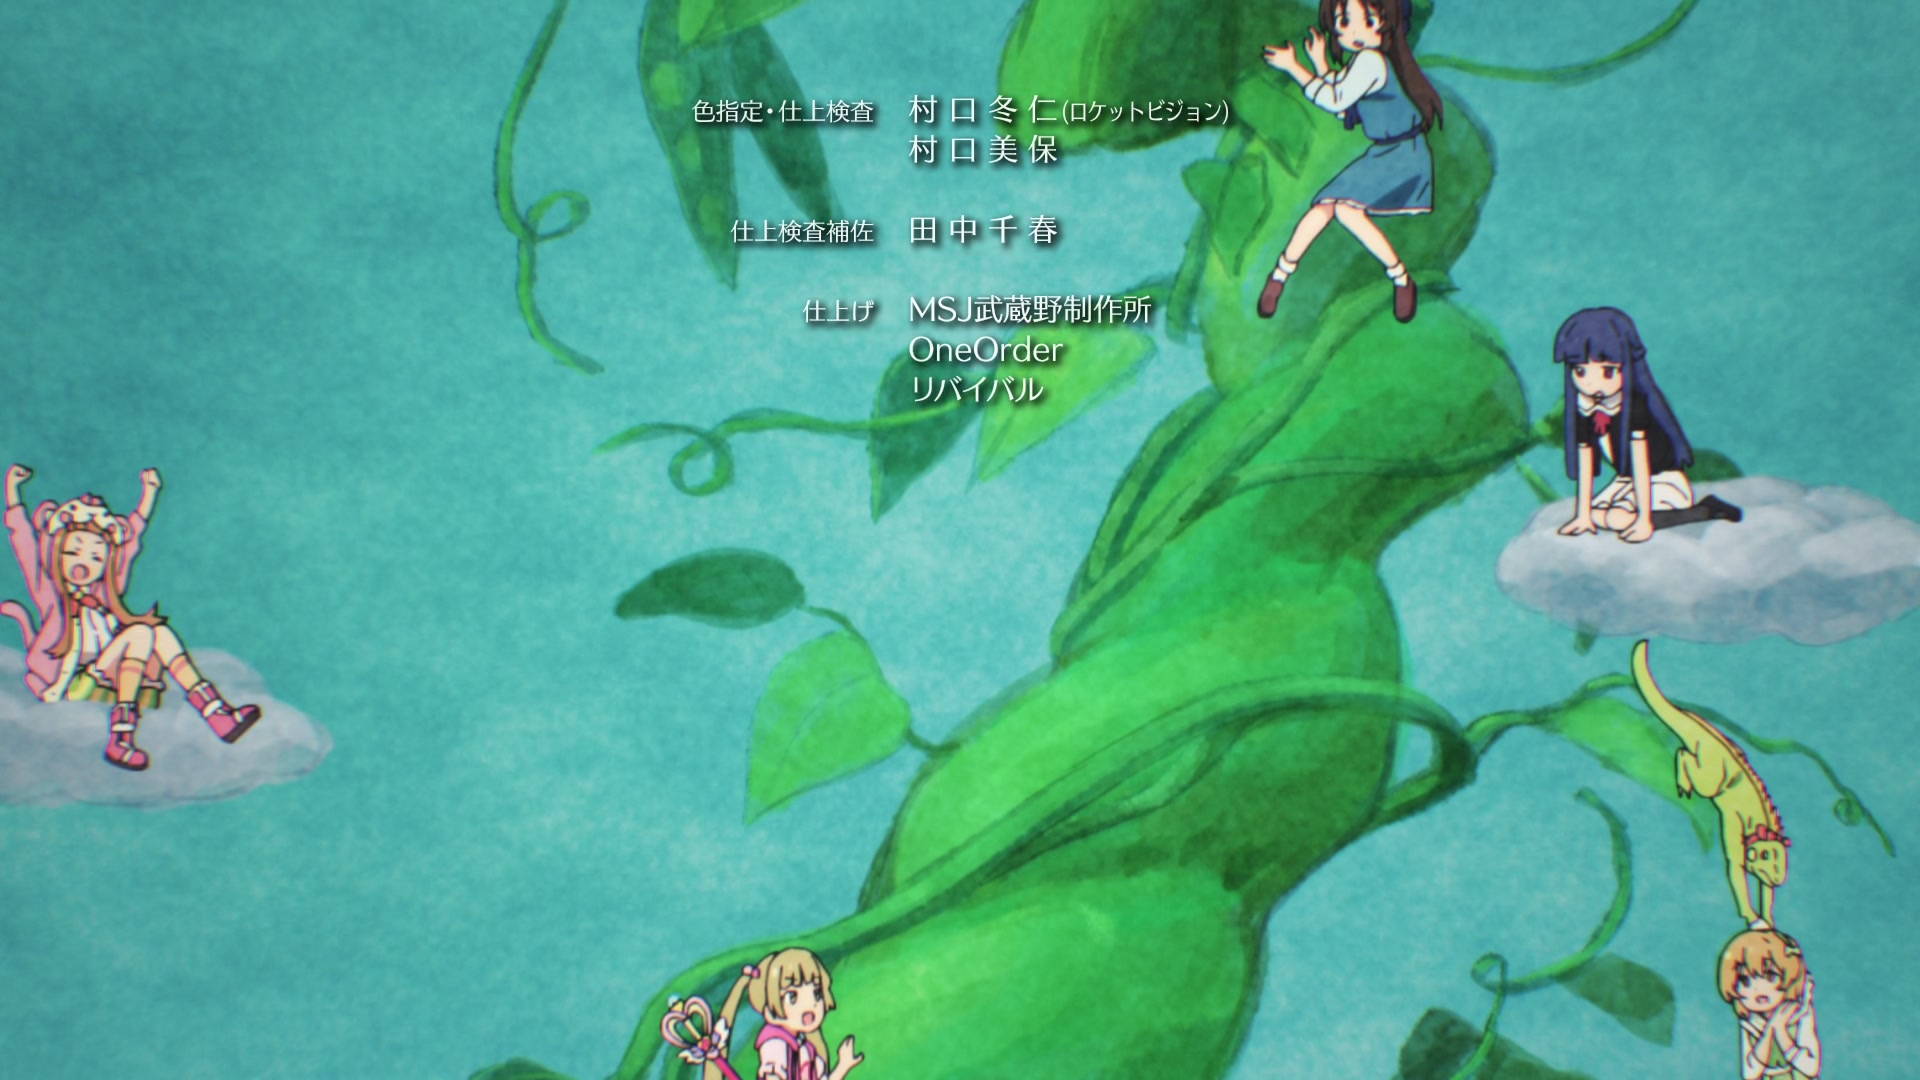 色指定・仕上検査 村口冬仁(ロケットビジョン)
村口美保
仕上検査補佐 田中千春
仕上げ MSJ武蔵野制作所
OneOrder
リバイバル